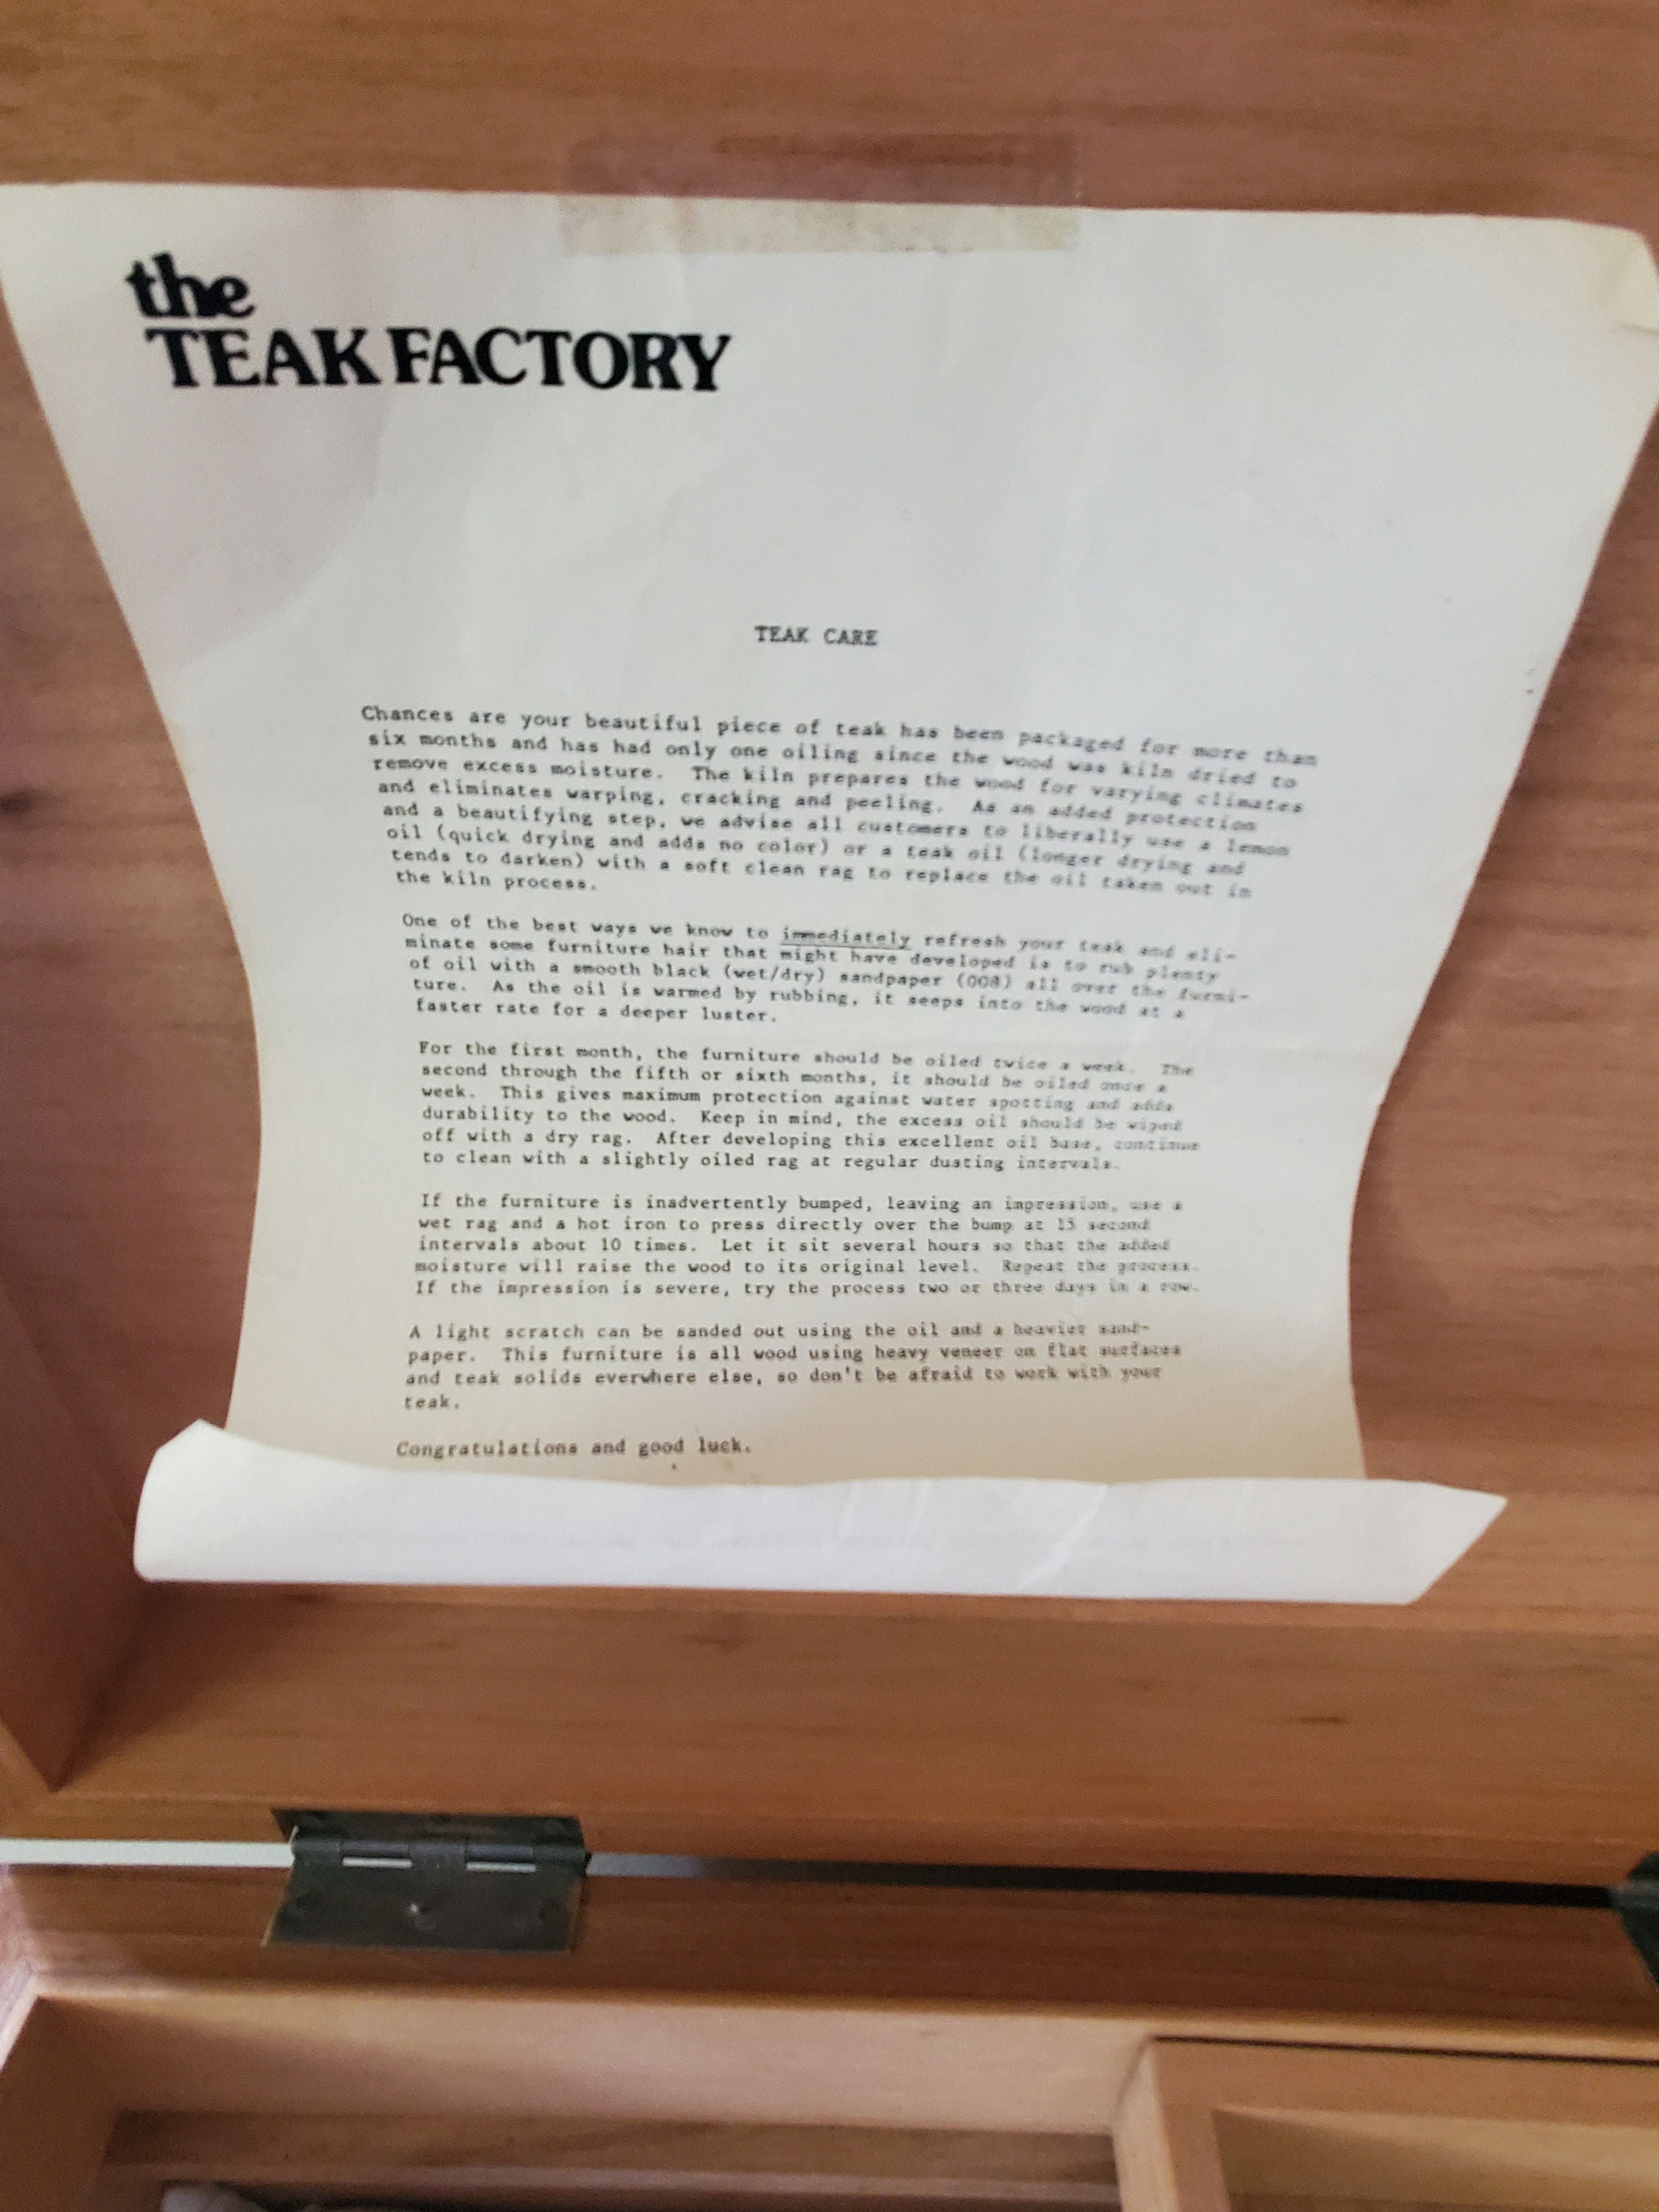 the
TEAK FACTORY
TEAK CARE
Chances are your beautiful piece of teak has been packaged for more than
six months and has had only one oiling since the wood was kiln dried to
remove excess moisture. The kiln prepares the wood for varying climates
and eliminates warping, cracking and peeling. As an added protection
and a beautifying step, we advise all customers to liberally use a lemon
oil (quick drying and adds no color) or a teak oil (longer drying and
tends to darken) with a soft clean rag to replace the oil taken out in
the kiln process.
One of the best ways we know to immediately refresh your teak and eli-
minate some furniture hair that might have developed is to rub plenty
of oil with a smooth black (wet/dry) sandpaper (008) all over the furni-
ture. As the oil is warmed by rubbing, it seeps into the wood at a
faster rate for a deeper luster.
For the first month, the furniture should be oiled twice a week. The
second through the fifth or sixth months, it should be oiled once a
week. This gives maximum protection against water spotting and adds
durability to the wood. Keep in mind, the excess oil should be wiped
off with a dry rag. After developing this excellent oil base, continue
to clean with a slightly oiled rag at regular dusting intervals.
If the furniture is inadvertently bumped, leaving an impression, use a
wet rag and a hot iron to press directly over the bump at 15 second
intervals about 10 times. Let it sit several hours so that the added
moisture will raise the wood to its original level. Repeat the process.
If the impression is severe, try the process two or three days in a row.
A light scratch can be sanded out using the oil and a heavier sand-
paper. This furniture is all wood using heavy veneer on flat surfaces
and teak solids everwhere else, so don't be afraid to work with your
teak.
Congratulations and good luck.